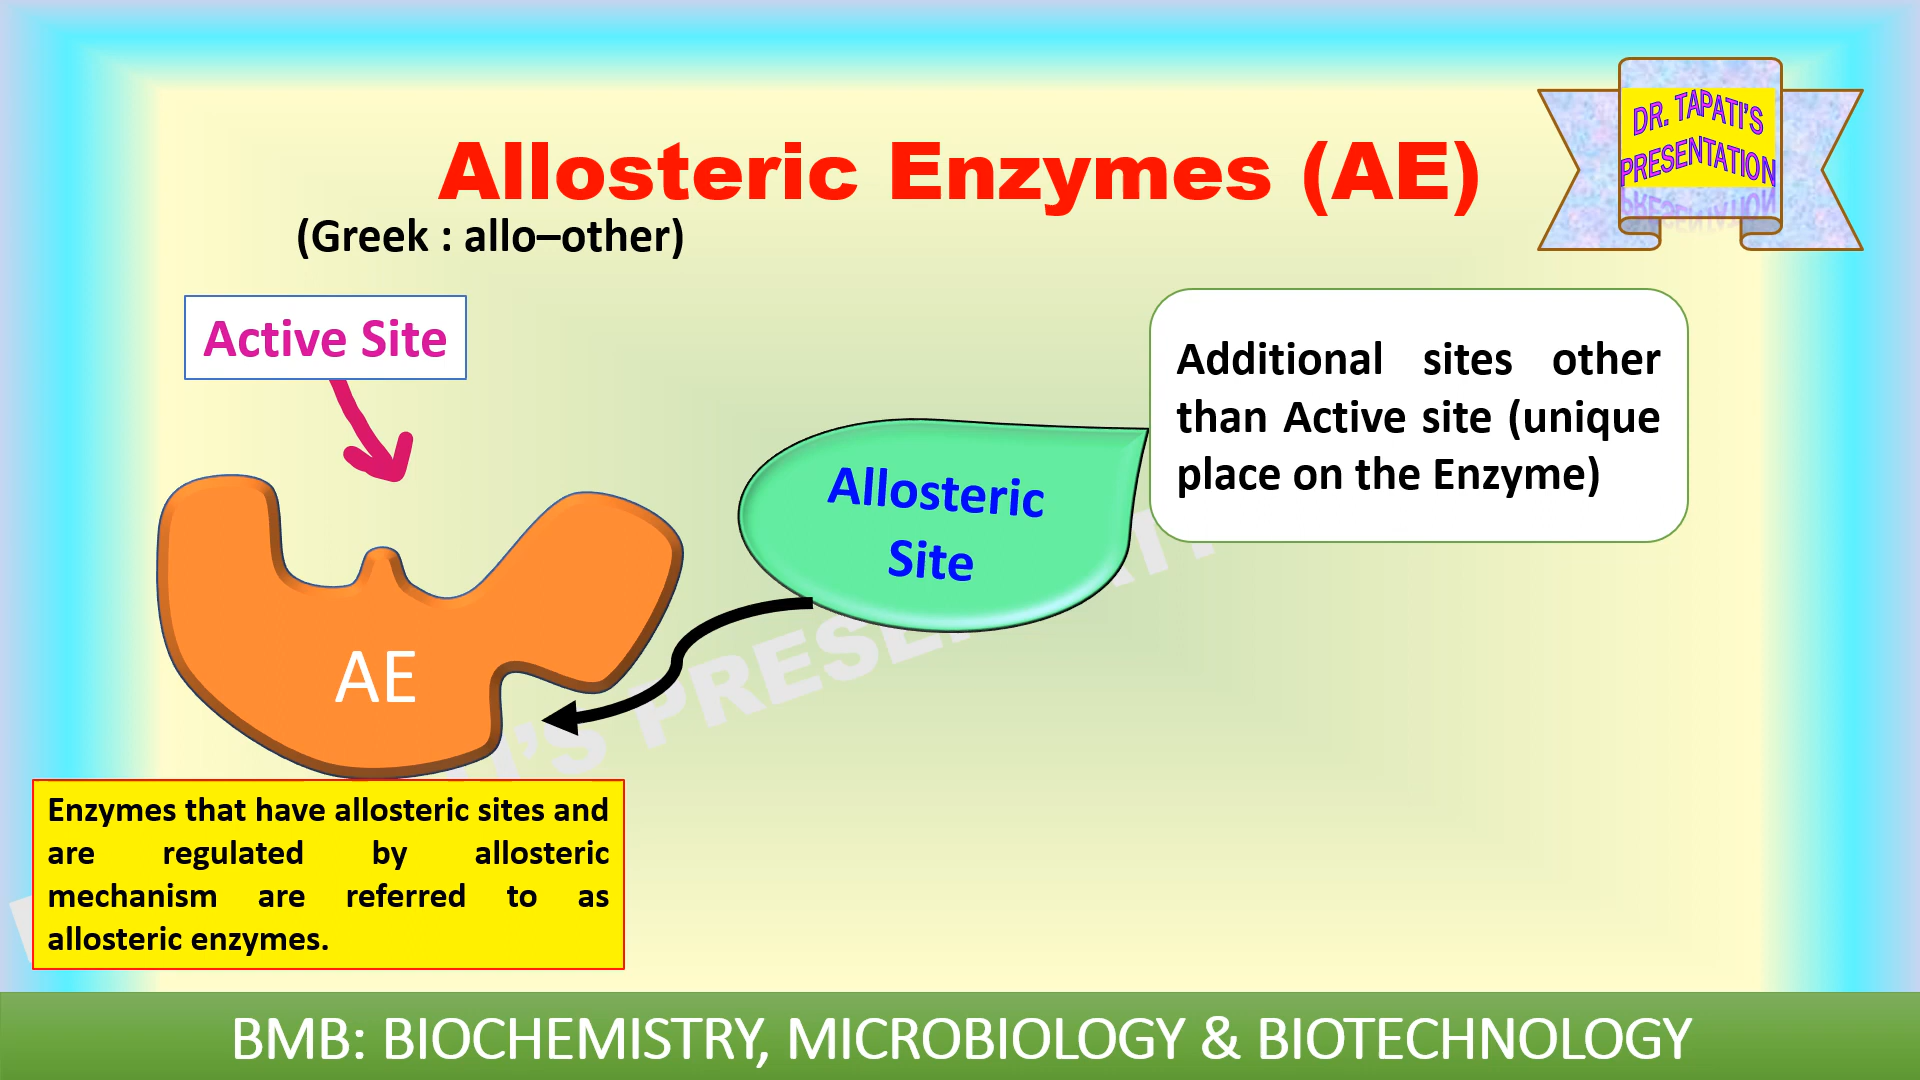 DR. TAPATI'S
PRESENTATION
Allosteric Enzymes (AE)
(Greek : allo–other)
Active Site
Additional sites other
than Active site (unique
place on the Enzyme)
Allosteric
Site
AE
Enzymes that have allosteric sites and
are regulated by allosteric
mechanism are referred to as
allosteric enzymes.
BMB: BIOCHEMISTRY, MICROBIOLOGY & BIOTECHNOLOGY